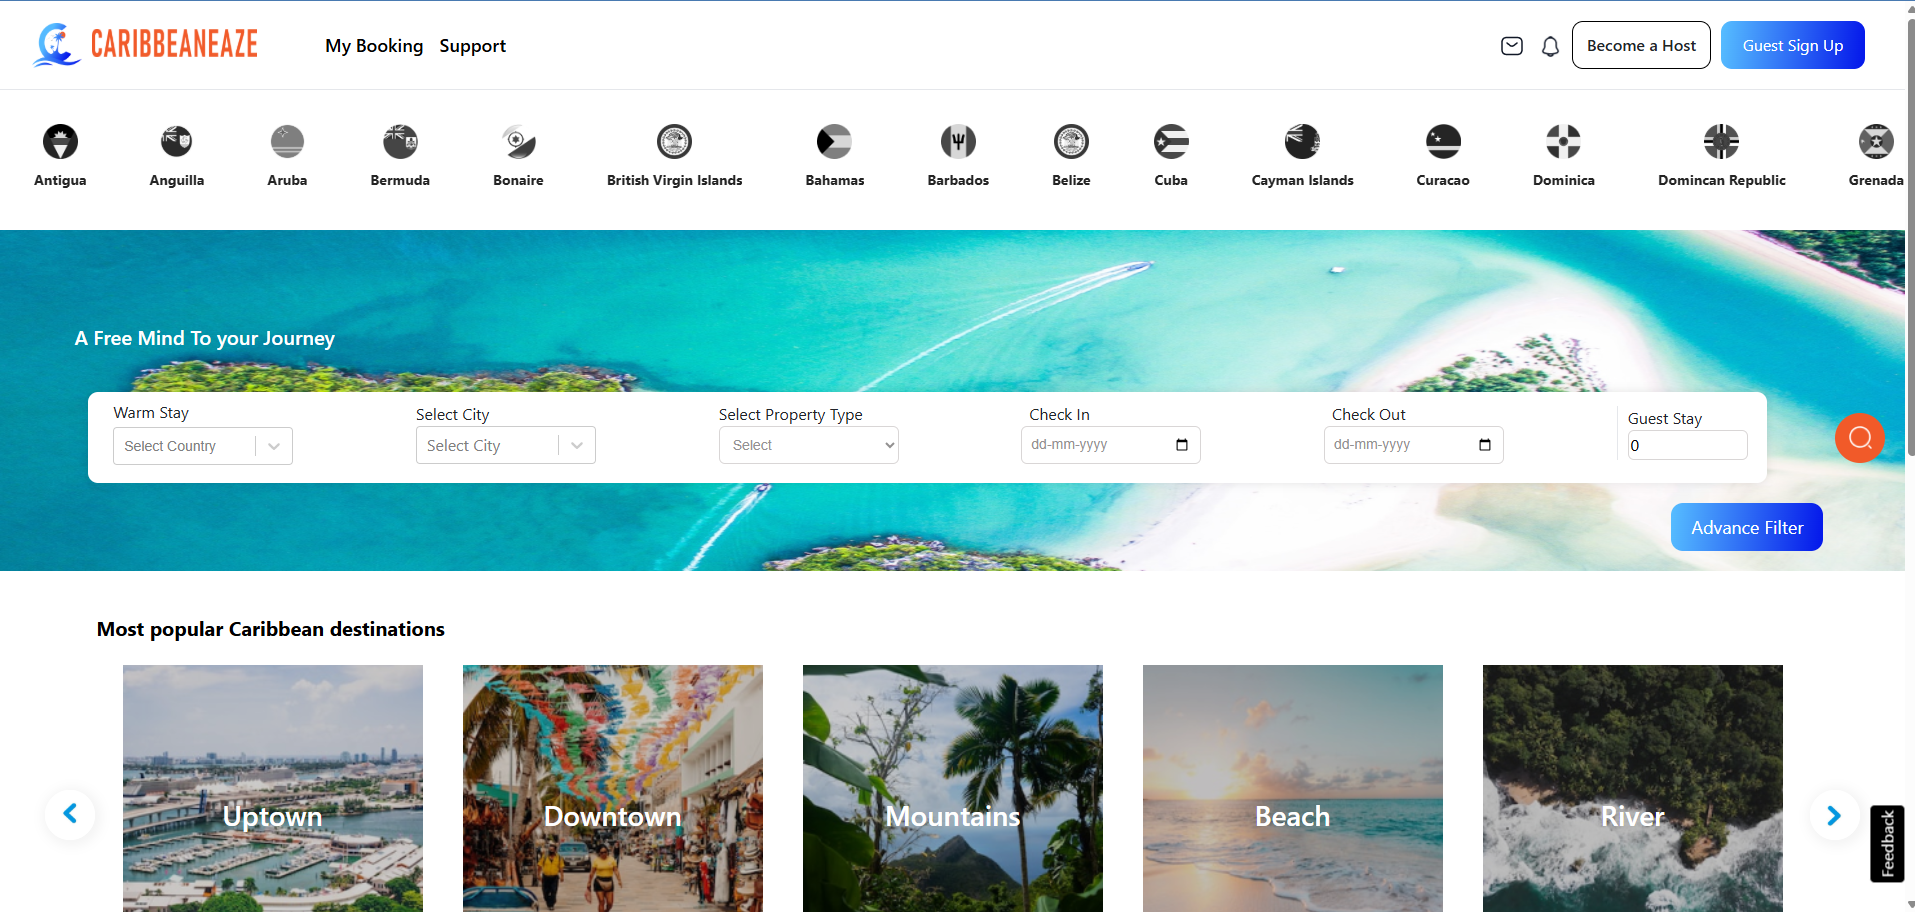 CARIBBEANEAZE
My Booking
Support
Become a Host
Guest Sign Up
Antigua
Anguilla
Aruba
Bermuda
Bonaire
British Virgin Islands
Bahamas
Barbados
Belize
Cuba
Cayman Islands
Curacao
Dominica
Domincan Republic
Grenada
A Free Mind To your Journey
Warm Stay
Select Country
Select City
Select City
Select Property Type
Select
Check In
dd-mm-yyyy
Check Out
dd-mm-yyyy
Guest Stay
0
Advance Filter
Most popular Caribbean destinations
Uptown
Downtown
Mountains
Beach
River
Feedback